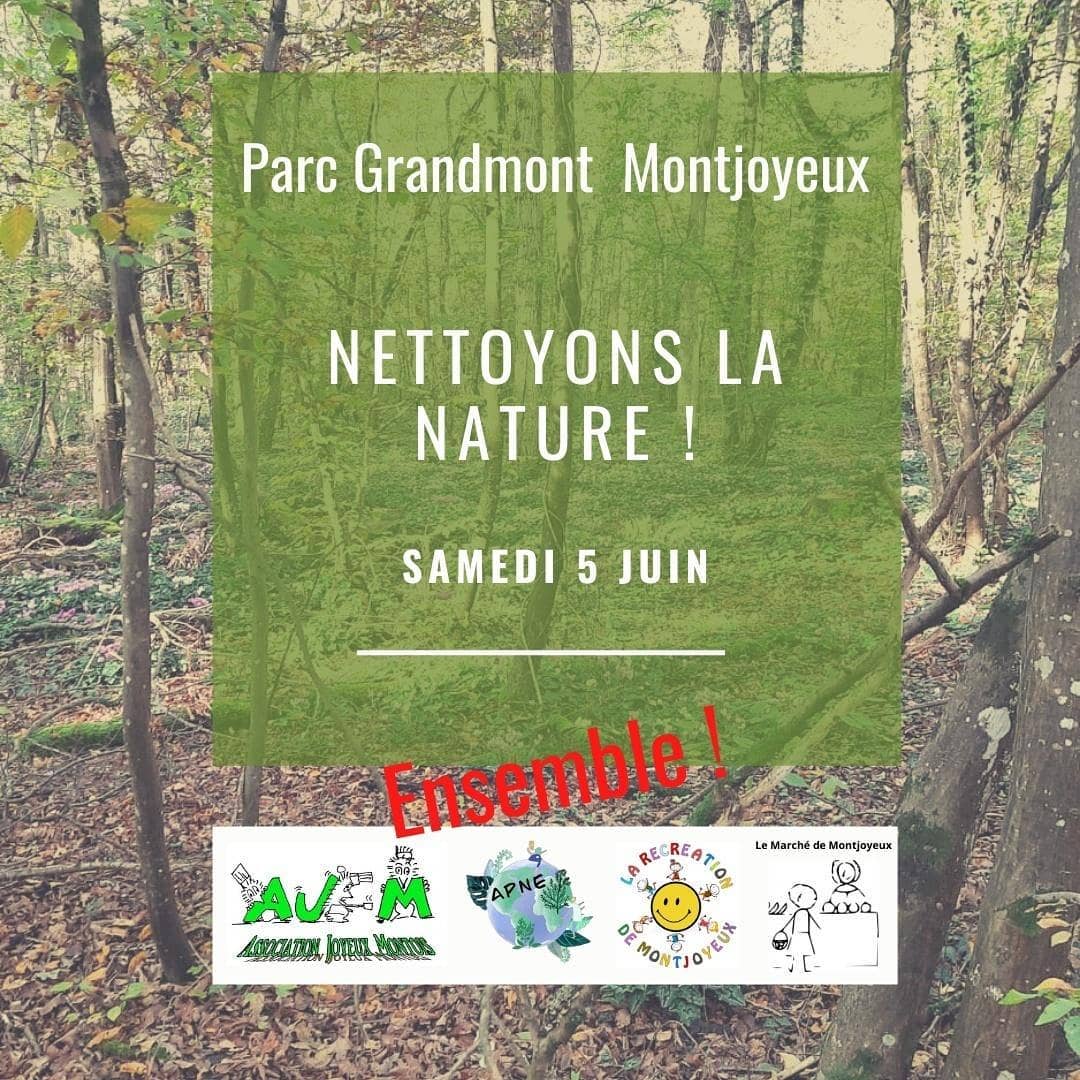 Parc Grandmont Montjoyeux
NETTOYONS LA
NATURE !
SAMEDI 5 JUIN
Ensemble !
AJM
ASSOCIATION JOYEUX MONTOIS
APNE
LA RECREATION
DE MONTJOYEUX
Le Marché de Montjoyeux